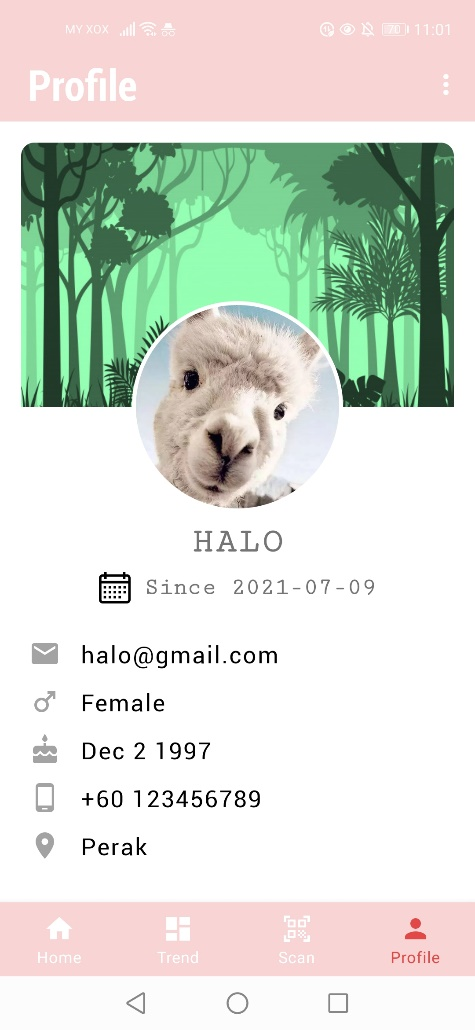 MY XOX 11:01
Profile
HALO
Since 2021-07-09
halo@gmail.com
Female
Dec 2 1997
+60 123456789
Perak
Home Trend Scan Profile